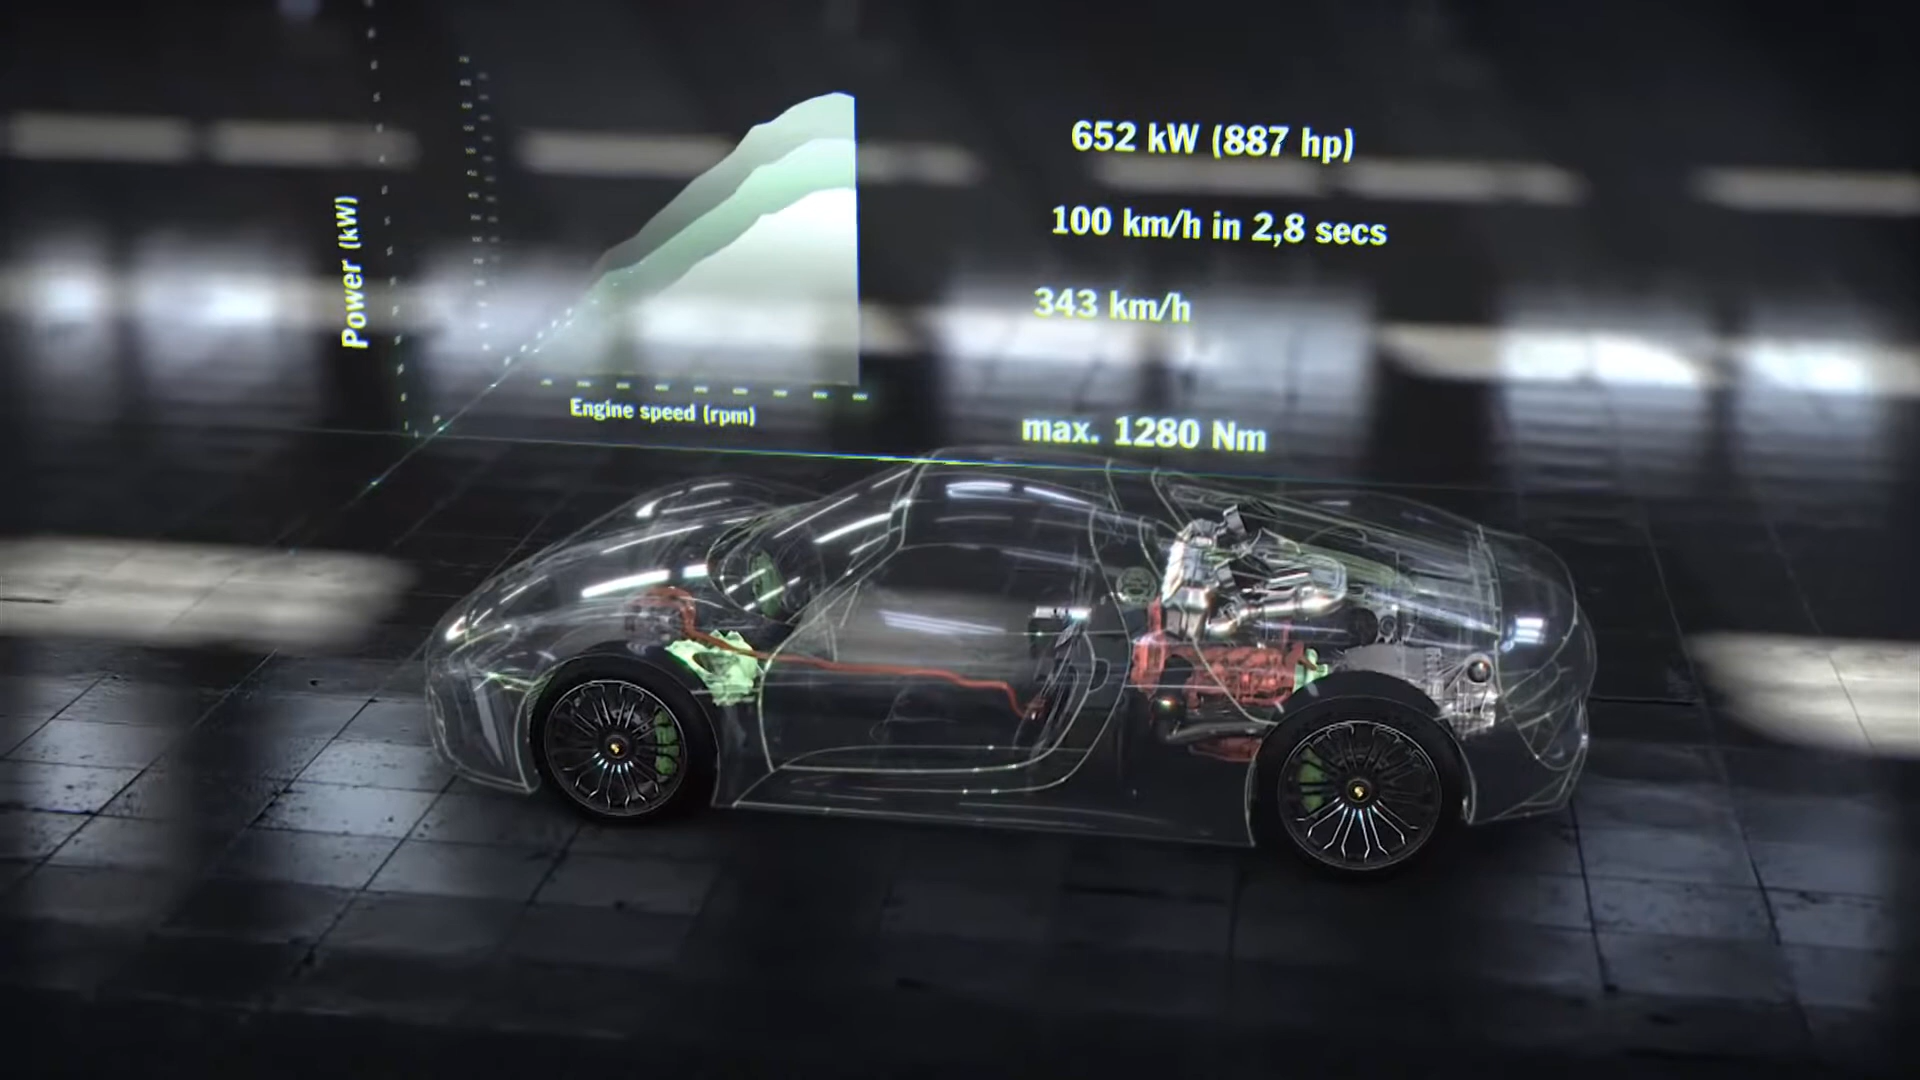 Power (kW)
Engine speed (rpm)
652 kW (887 hp)
100 km/h in 2,8 secs
343 km/h
max. 1280 Nm